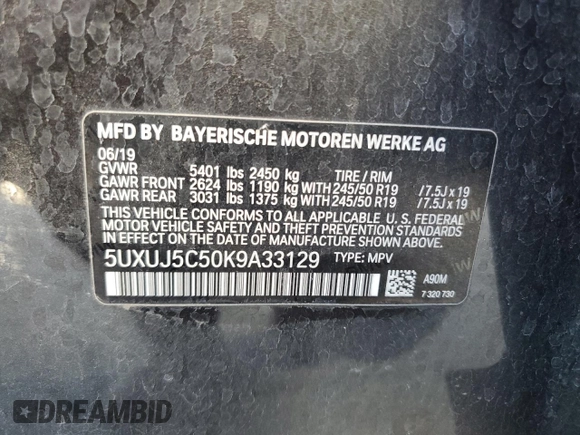 MFD BY BAYERISCHE MOTOREN WERKE AG
06/19
GVWR 5401 lbs 2450 kg TIRE / RIM
GAWR FRONT 2624 lbs 1190 kg WITH 245/50 R19 /7.5J x 19
GAWR REAR 3031 lbs 1375 kg WITH 245/50 R19 /7.5J x 19
THIS VEHICLE CONFORMS TO ALL APPLICABLE U. S. FEDERAL
MOTOR VEHICLE SAFETY, BUMPER, AND THEFT PREVENTION
STANDARDS IN EFFECT ON THE DATE OF MANUFACTURE SHOWN ABOVE.
5UXUJ5C50K9A33129 TYPE: MPV
A90M
7 320 730
DREAMBID